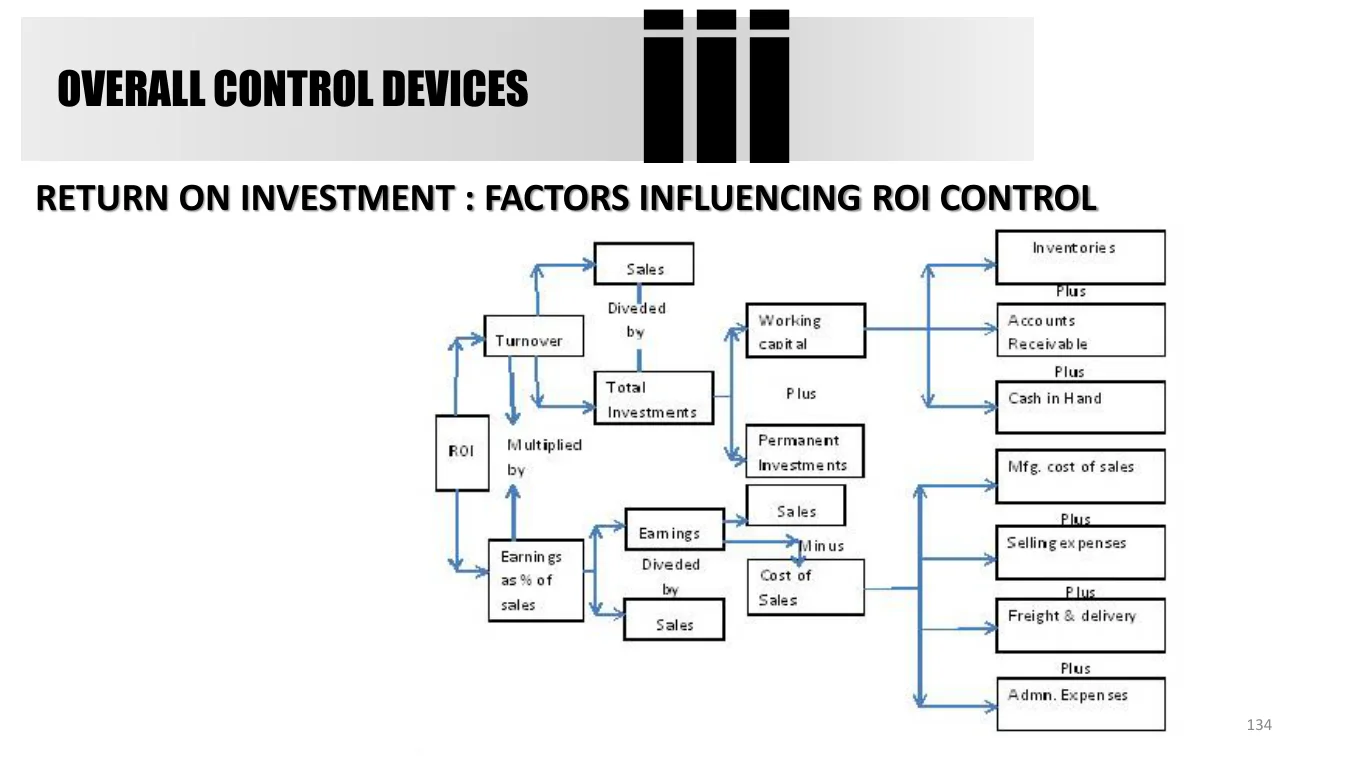 OVERALL CONTROL DEVICES
RETURN ON INVESTMENT : FACTORS INFLUENCING ROI CONTROL
Sales
Diveded
by
Turnover
Total
Investments
ROI
Multiplied
by
Earnings
as % of
sales
Earnings
Diveded
by
Sales
Working
capital
Plus
Permanent
Investments
Sales
Minus
Cost of
Sales
Inventories
Plus
Accounts
Receivable
Plus
Cash in Hand
Mfg. cost of sales
Plus
Selling expenses
Plus
Freight & delivery
Plus
Admn. Expenses
134